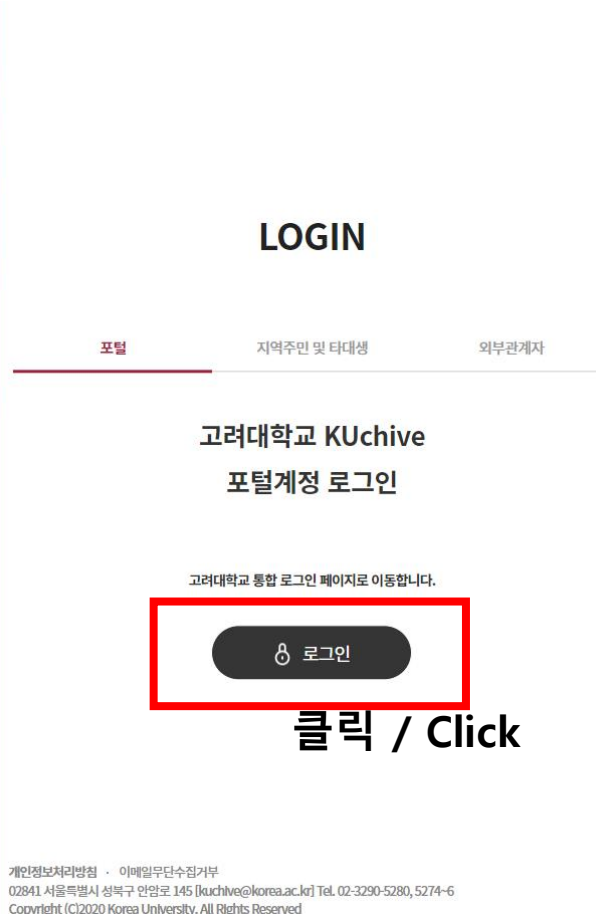 LOGIN
포털 지역주민 및 타대생 외부관계자
고려대학교 KUchive
포털계정 로그인
고려대학교 통합 로그인 페이지로 이동합니다.
로그인
클릭 / Click
개인정보처리방침 · 이메일무단수집거부
02841 서울특별시 성북구 안암로 145 [kuchive@korea.ac.kr] Tel. 02-3290-5280, 5274~6
Copyright (C)2020 Korea University. All Rights Reserved